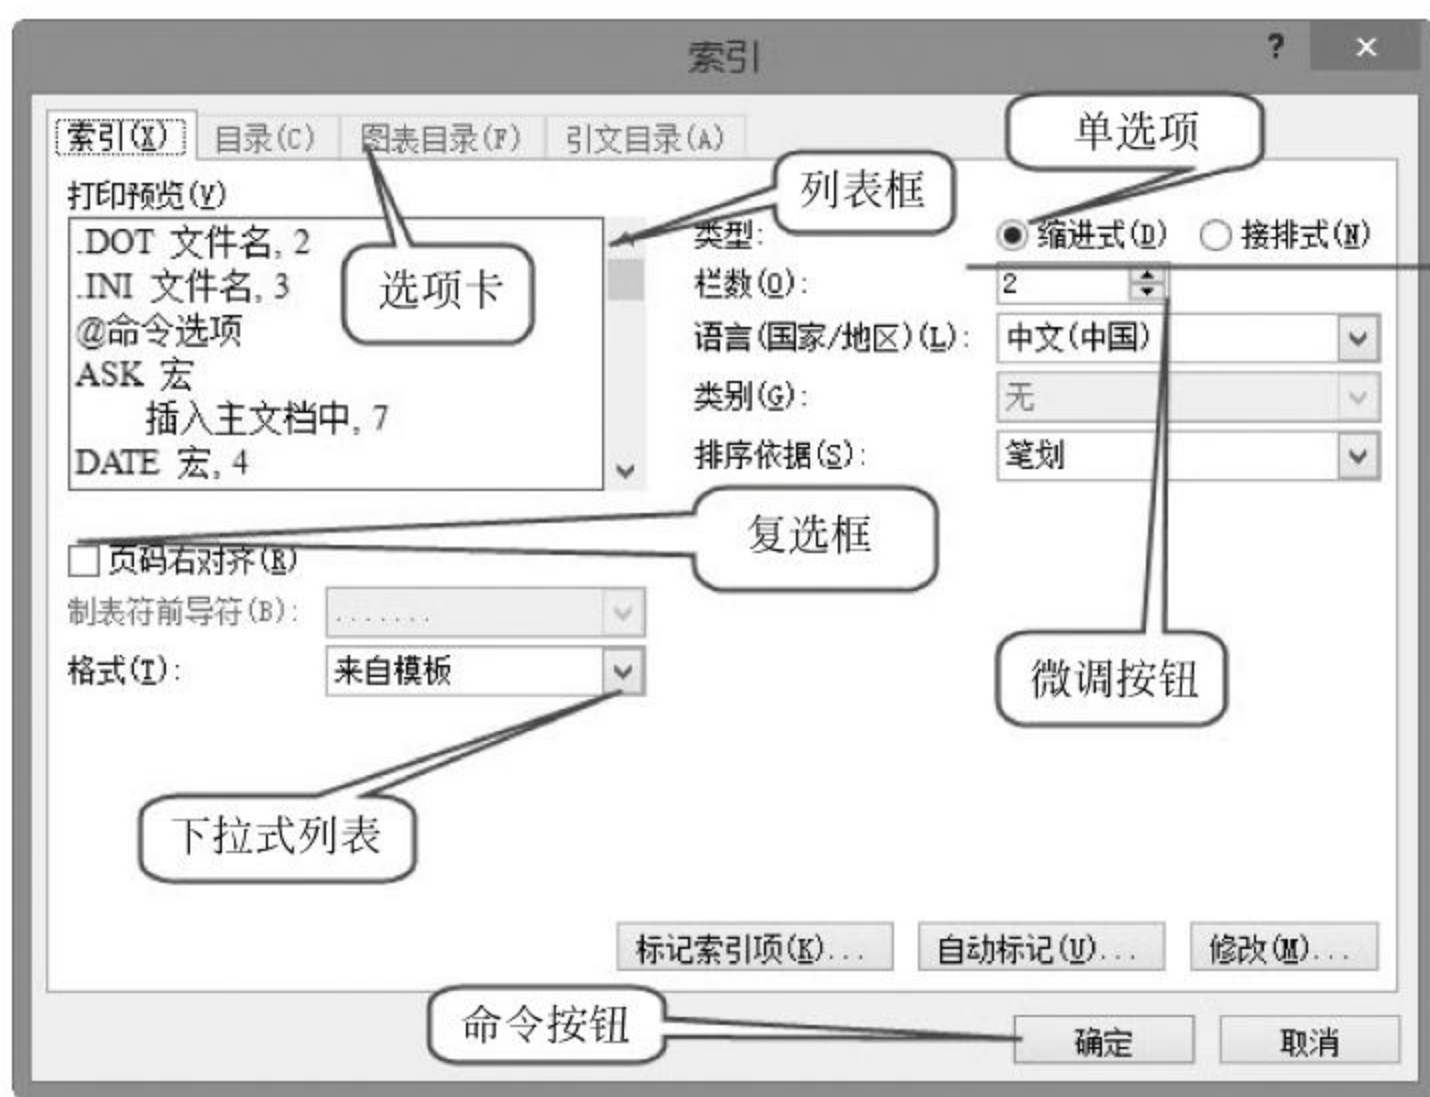 索引 ? ×
索引(X) 目录(C) 图表目录(F) 引文目录(A)
单选项
打印预览(V)
列表框
.DOT 文件名, 2
类型: 缩进式(D) 接排式(N)
.INI 文件名, 3
选项卡
栏数(O): 2
@命令选项
语言(国家/地区)(L): 中文(中国)
ASK 宏
类别(G): 无
插入主文档中, 7
DATE 宏, 4
排序依据(S): 笔划
复选框
页码右对齐(R)
制表符前导符(B): .......
格式(T): 来自模板
微调按钮
下拉式列表
标记索引项(K)... 自动标记(U)... 修改(M)...
命令按钮
确定 取消